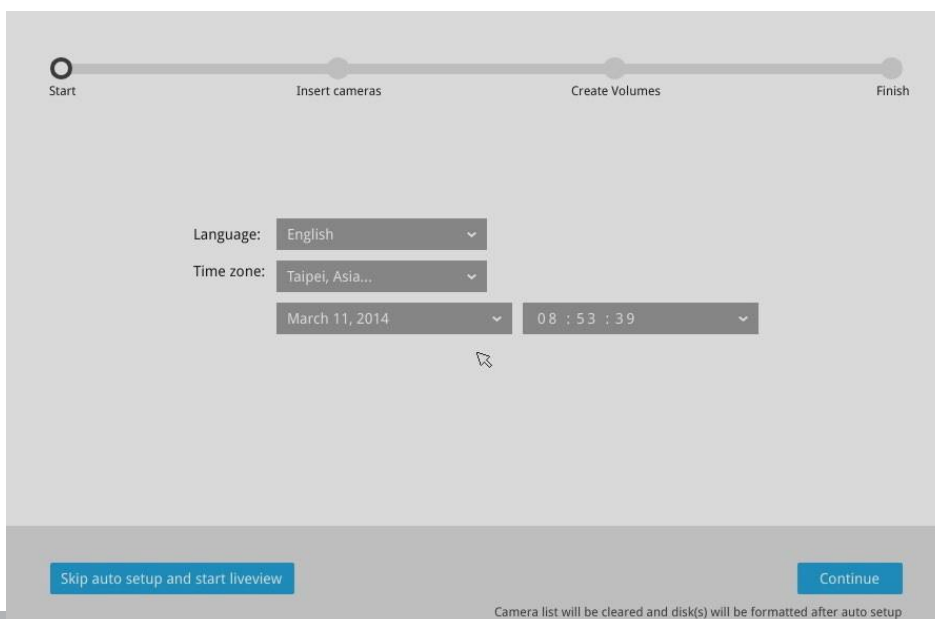 Start Insert cameras Create Volumes Finish
Language: English
Time zone: Taipei, Asia...
March 11, 2014 08 : 53 : 39
Skip auto setup and start liveview Continue
Camera list will be cleared and disk(s) will be formatted after auto setup